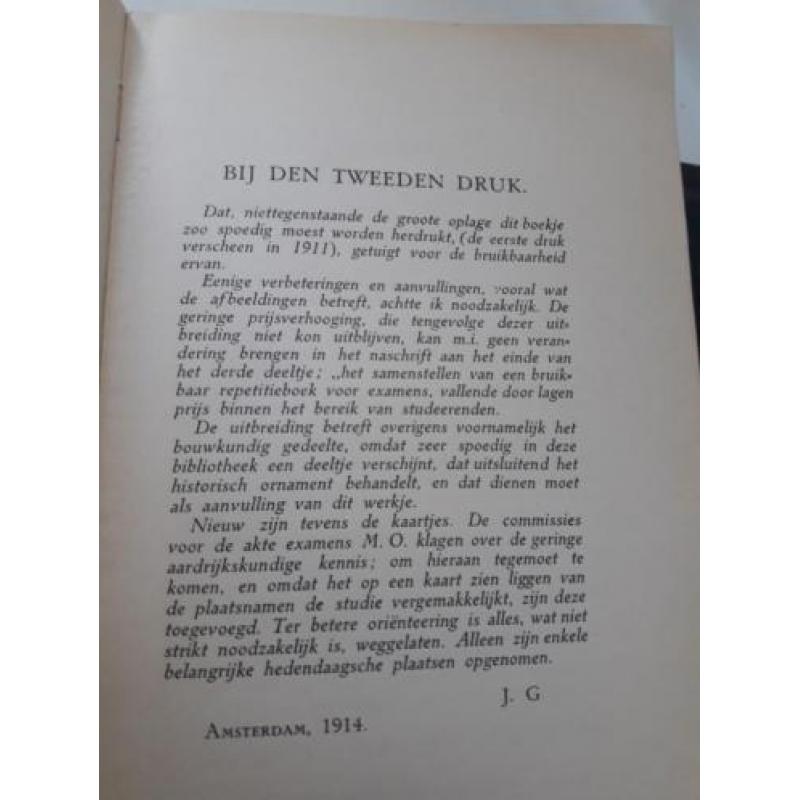 BIJ DEN TWEEDEN DRUK.
Dat, niettegenstaande de groote oplage dit boekje
zoo spoedig moest worden herdrukt, (de eerste druk
verscheen in 1911), getuigt voor de bruikbaarheid
ervan.
Eenige verbeteringen en aanvullingen, vooral wat
de afbeeldingen betreft, achtte ik noodzakelijk. De
geringe prijsverhooging, die tengevolge dezer uit-
breiding niet kon uitblijven, kan m.i. geen veran-
dering brengen in het naschrift aan het einde van
het derde deeltje; „het samenstellen van een bruik-
baar repetitieboek voor examens, vallende door lagen
prijs binnen het bereik van studeerenden.
De uitbreiding betreft overigens voornamelijk het
bouwkundig gedeelte, omdat zeer spoedig in deze
bibliotheek een deeltje verschijnt, dat uitsluitend het
historisch ornament behandelt, en dat dienen moet
als aanvulling van dit werkje.
Nieuw zijn tevens de kaartjes. De commissies
voor de akte examens M. O. klagen over de geringe
aardrijkskundige kennis; om hieraan tegemoet te
komen, en omdat het op een kaart zien liggen van
de plaatsnamen de studie vergemakkelijkt, zijn deze
toegevoegd. Ter betere oriënteering is alles, wat niet
strikt noodzakelijk is, weggelaten. Alleen zijn enkele
belangrijke hedendaagsche plaatsen opgenomen.
J. G
AMSTERDAM, 1914.